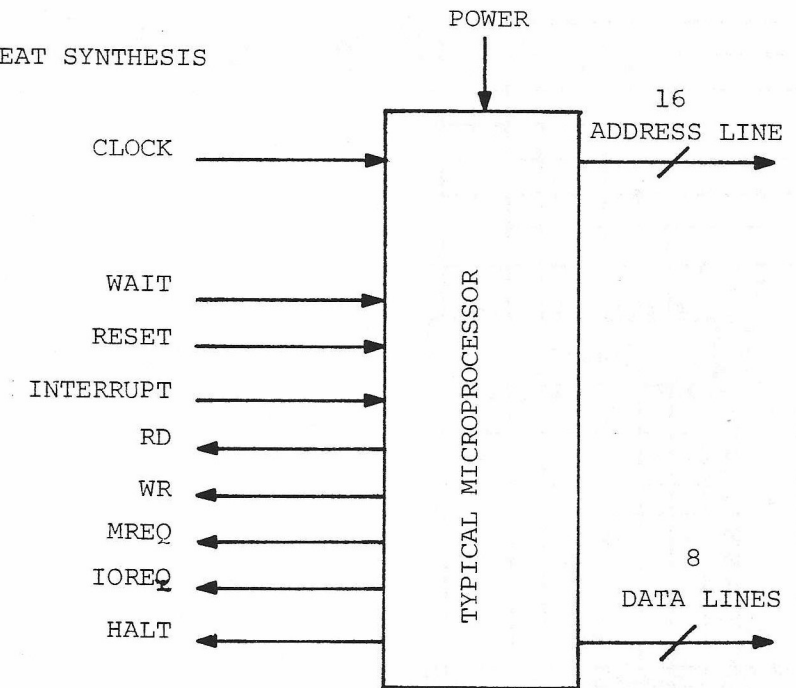 POWER
EAT SYNTHESIS
16
ADDRESS LINE
CLOCK
WAIT
RESET
INTERRUPT
RD
WR
MREQ
IOREQ
HALT
TYPICAL MICROPROCESSOR
8
DATA LINES